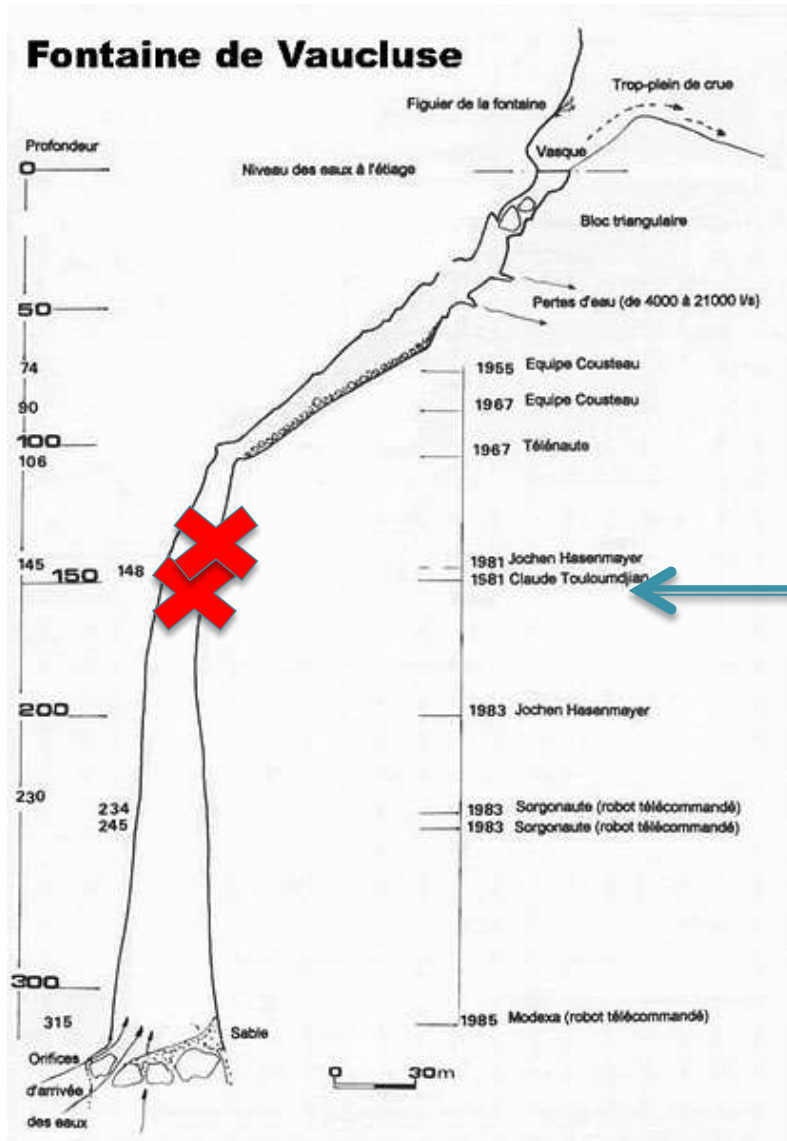 Fontaine de Vaucluse
Trop-plein de crue
Figuier de la fontaine
Profondeur
Vasque
0
Niveau des eaux à l'étiage
Bloc triangulaire
50
Pertes d'eau (de 4000 à 21000 l/s)
74
1955 Equipe Cousteau
90
1967 Equipe Cousteau
100
106
1967 Télénaute
145
1981 Jochen Hasenmayer
150
148
1581 Claude Touloumdjian
200
1983 Jochen Hasenmayer
230
234
1983 Sorgonaute (robot télécommandé)
245
1983 Sorgonaute (robot télécommandé)
300
315
1985 Modexa (robot télécommandé)
Sable
Orifices
d'arrivée
des eaux
0 30m